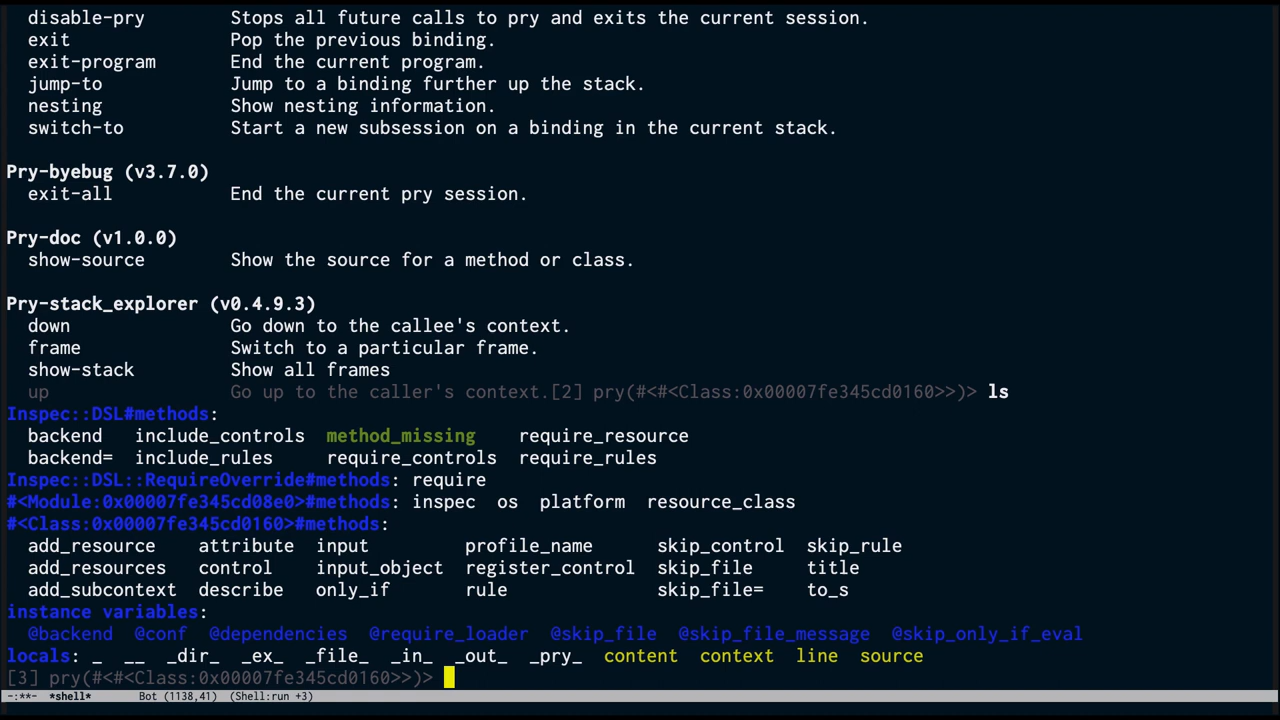 disable-pry        Stops all future calls to pry and exits the current session.
  exit               Pop the previous binding.
  exit-program       End the current program.
  jump-to            Jump to a binding further up the stack.
  nesting            Show nesting information.
  switch-to          Start a new subsession on a binding in the current stack.

Pry-byebug (v3.7.0)
  exit-all           End the current pry session.

Pry-doc (v1.0.0)
  show-source        Show the source for a method or class.

Pry-stack_explorer (v0.4.9.3)
  down               Go down to the callee's context.
  frame              Switch to a particular frame.
  show-stack         Show all frames
  up                 Go up to the caller's context.[2] pry(#<#<Class:0x00007fe345cd0160>>)> ls
Inspec::DSL#methods:
  backend   include_controls  method_missing    require_resource
  backend=  include_rules     require_controls  require_rules
Inspec::DSL::RequireOverride#methods: require
#<Module:0x00007fe345cd08e0>#methods: inspec  os  platform  resource_class
#<Class:0x00007fe345cd0160>#methods:
  add_resource    attribute  input         profile_name      skip_control  skip_rule
  add_resources   control    input_object  register_control  skip_file     title
  add_subcontext  describe   only_if       rule              skip_file=    to_s
instance variables:
  @backend  @conf  @dependencies  @require_loader  @skip_file  @skip_file_message  @skip_only_if_eval
locals: _  __  _dir_  _ex_  _file_  _in_  _out_  _pry_  content  context  line  source
[3] pry(#<#<Class:0x00007fe345cd0160>>)>
-:**-  *shell*       Bot (1138,41)  (Shell:run +3)